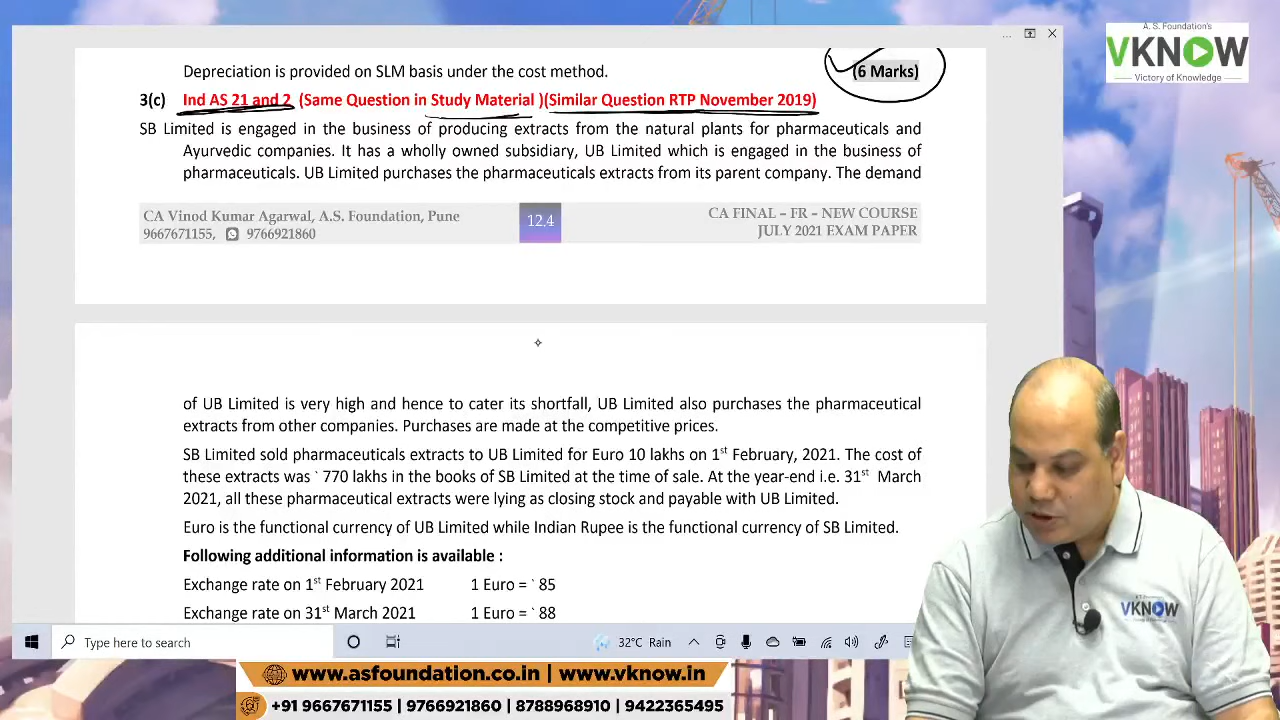 A. S. Foundation's
VKNOW
Victory of Knowledge
Depreciation is provided on SLM basis under the cost method.
(6 Marks)
3(c) Ind AS 21 and 2 (Same Question in Study Material )(Similar Question RTP November 2019)
SB Limited is engaged in the business of producing extracts from the natural plants for pharmaceuticals and
Ayurvedic companies. It has a wholly owned subsidiary, UB Limited which is engaged in the business of
pharmaceuticals. UB Limited purchases the pharmaceuticals extracts from its parent company. The demand
CA Vinod Kumar Agarwal, A.S. Foundation, Pune
9667671155, 9766921860
12.4
CA FINAL – FR – NEW COURSE
JULY 2021 EXAM PAPER
of UB Limited is very high and hence to cater its shortfall, UB Limited also purchases the pharmaceutical
extracts from other companies. Purchases are made at the competitive prices.
SB Limited sold pharmaceuticals extracts to UB Limited for Euro 10 lakhs on 1st February, 2021. The cost of
these extracts was ` 770 lakhs in the books of SB Limited at the time of sale. At the year-end i.e. 31st March
2021, all these pharmaceutical extracts were lying as closing stock and payable with UB Limited.
Euro is the functional currency of UB Limited while Indian Rupee is the functional currency of SB Limited.
Following additional information is available :
Exchange rate on 1st February 2021 1 Euro = ` 85
Exchange rate on 31st March 2021 1 Euro = ` 88
VKNOW
Type here to search
32°C Rain
www.asfoundation.co.in | www.vknow.in
+91 9667671155 | 9766921860 | 8788968910 | 9422365495